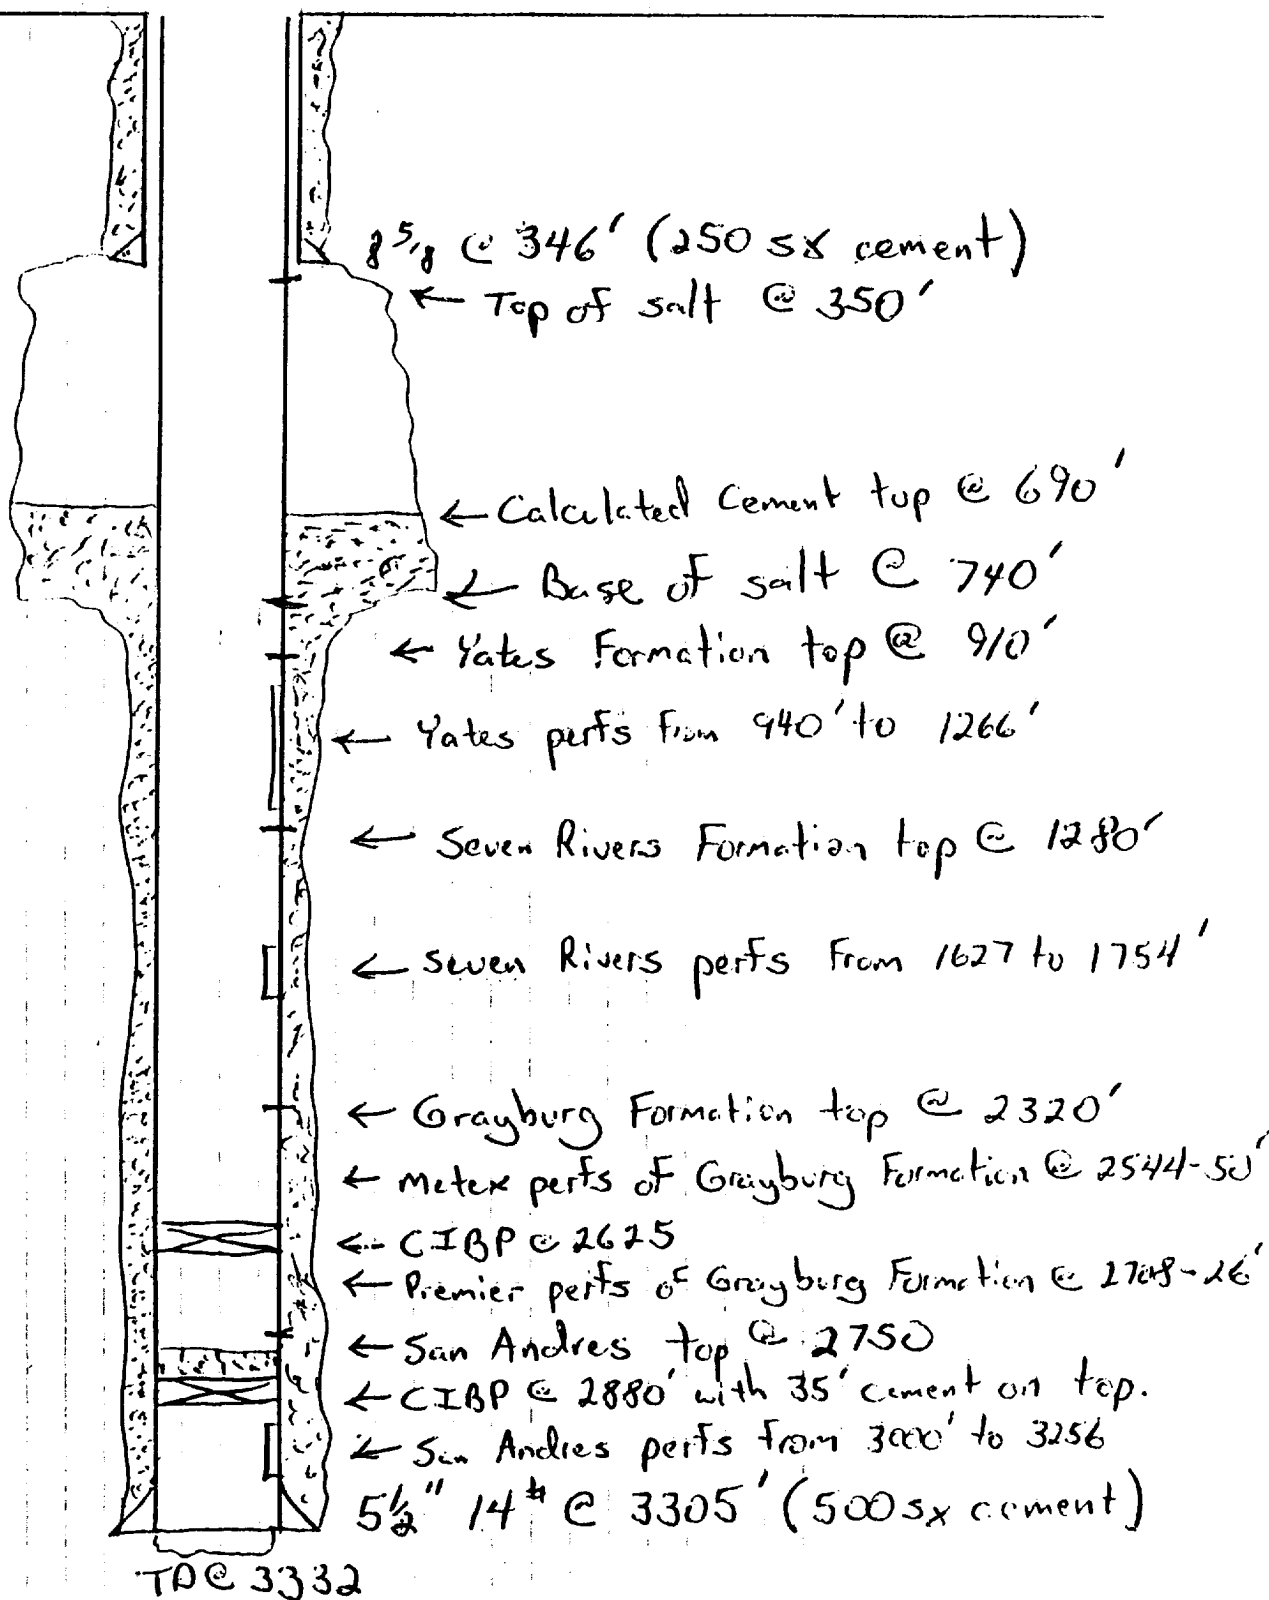 8 5/8 @ 346' (250 sx cement)
← Top of salt @ 350'
← Calculated Cement top @ 690'
← Base of salt @ 740'
← Yates Formation top @ 910'
← Yates perfs from 940' to 1266'
← Seven Rivers Formation top @ 1280'
← Seven Rivers perfs From 1627 to 1754'
← Grayburg Formation top @ 2320'
← Metex perfs of Grayburg Formation @ 2544-50'
← CIBP @ 2625
← Premier perfs of Grayburg Formation @ 2708-26'
← San Andres top @ 2750
← CIBP @ 2880' with 35' cement on top.
← San Andres perfs from 3000' to 3256
5½" 14# @ 3305' (500 sx cement)
TD @ 3332